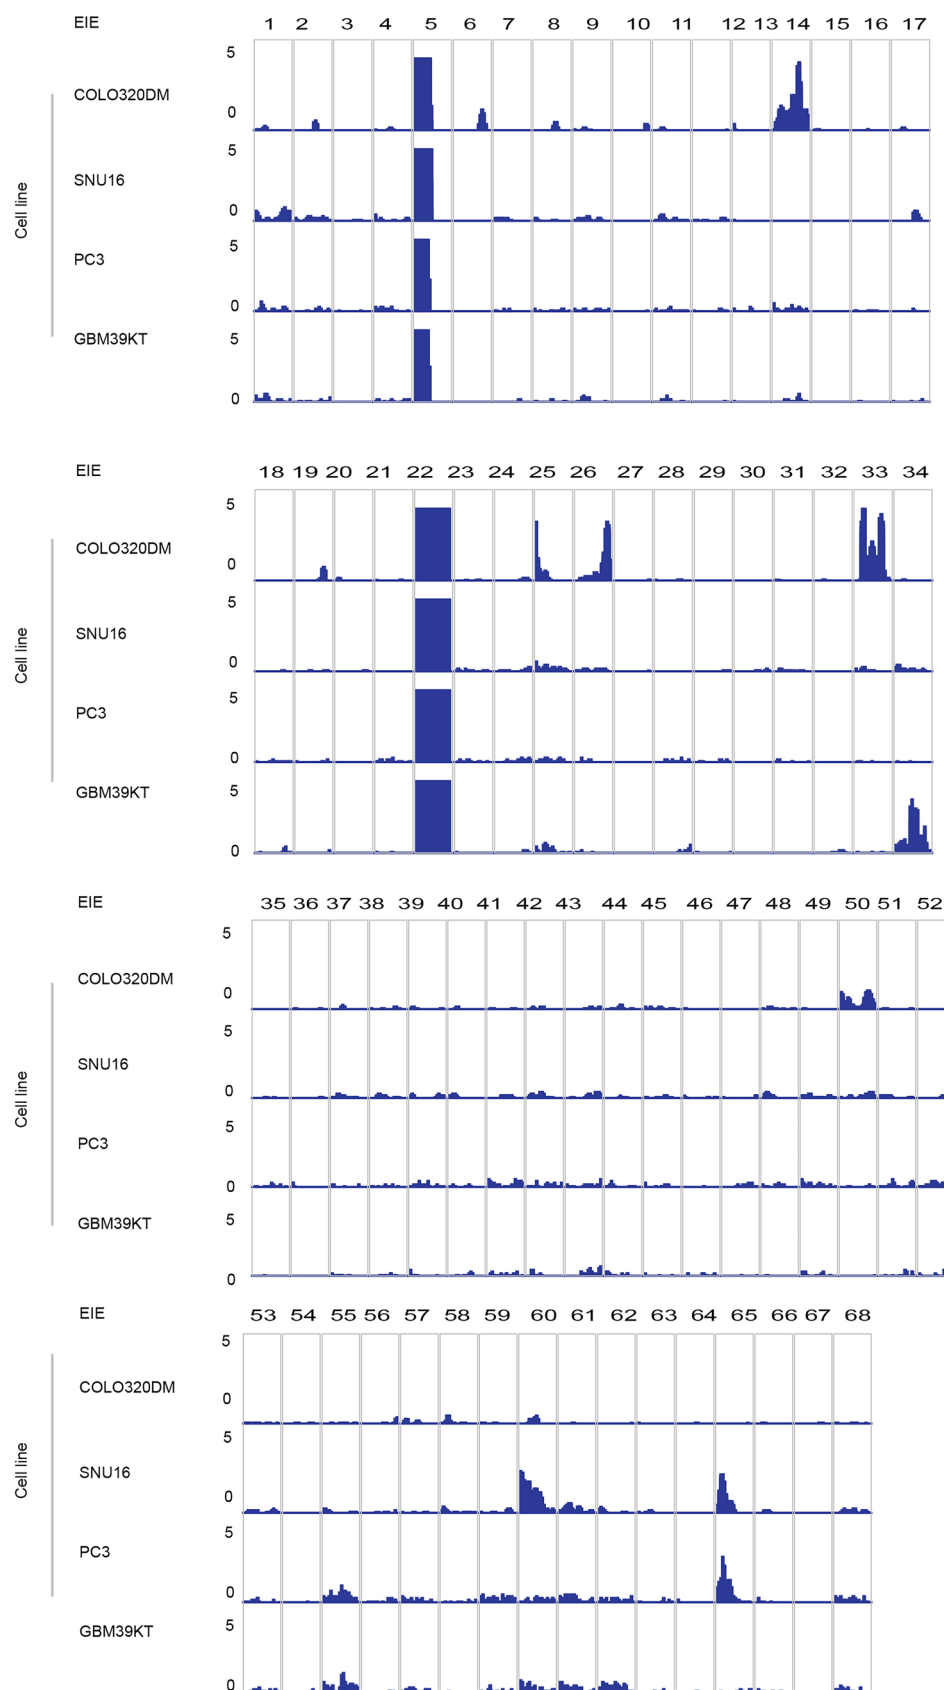 EIE 1 2 3 4 5 6 7 8 9 10 11 12 13 14 15 16 17
5
COLO320DM
0
5
SNU16
0
Cell line
5
PC3
0
5
GBM39KT
0
EIE 18 19 20 21 22 23 24 25 26 27 28 29 30 31 32 33 34
5
COLO320DM
0
5
SNU16
0
Cell line
5
PC3
0
5
GBM39KT
0
EIE 35 36 37 38 39 40 41 42 43 44 45 46 47 48 49 50 51 52
5
COLO320DM
0
5
SNU16
0
Cell line
5
PC3
0
5
GBM39KT
0
EIE 53 54 55 56 57 58 59 60 61 62 63 64 65 66 67 68
5
COLO320DM
0
5
SNU16
0
Cell line
5
PC3
0
5
GBM39KT
0